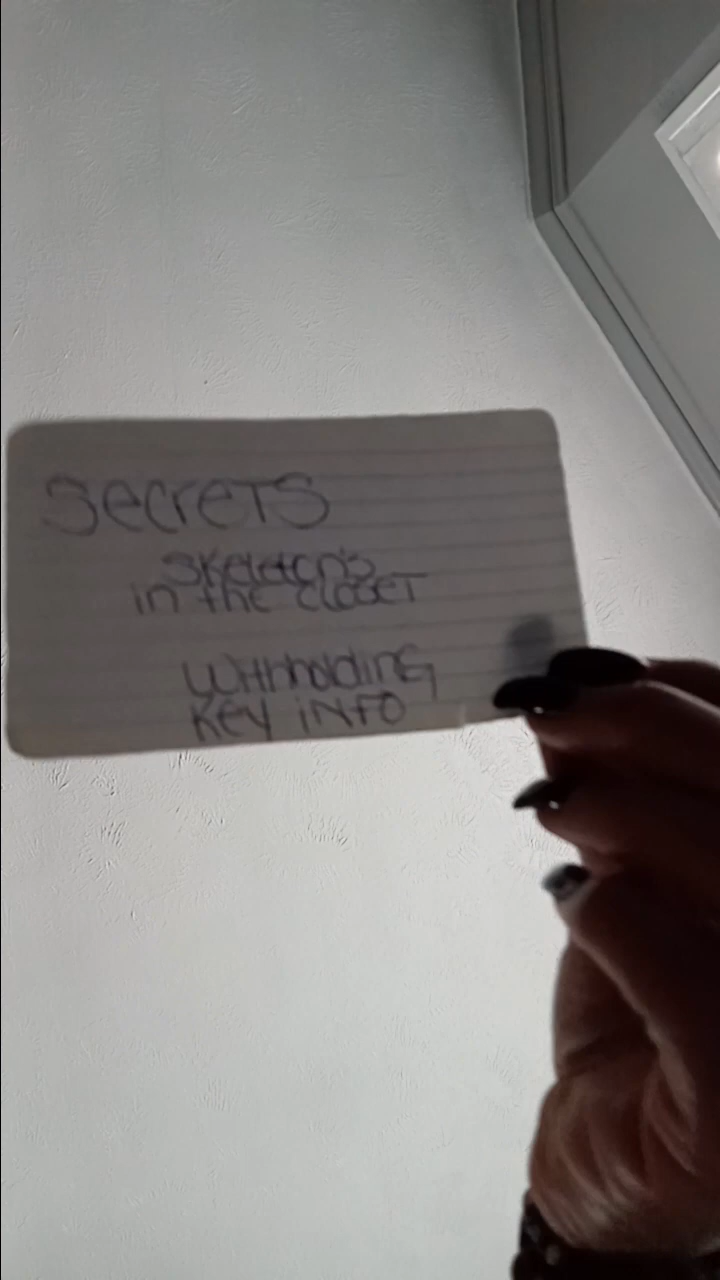 SecreTS
Skeleton's
in the closeT
Withholding
Key iNFO